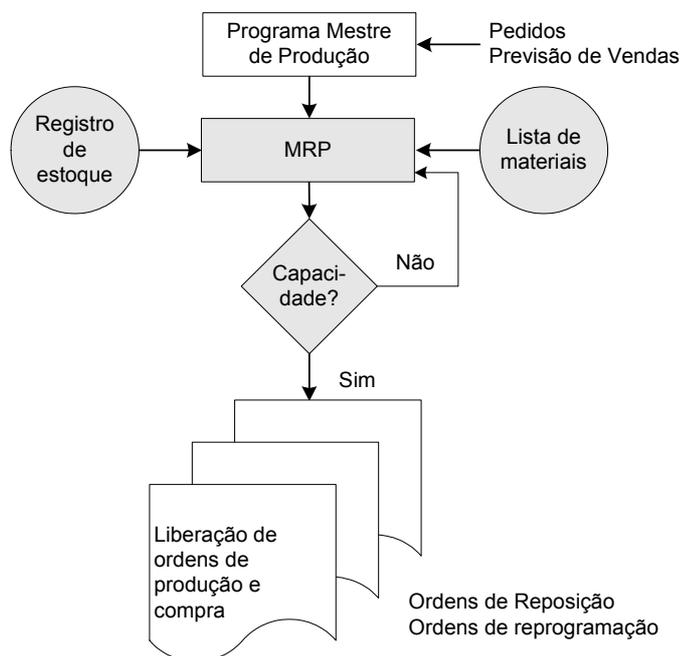 Programa Mestre
de Produção
Pedidos
Previsão de Vendas
Registro
de
estoque
MRP
Lista de
materiais
Capaci-
dade?
Não
Sim
Liberação de
ordens de
produção e
compra
Ordens de Reposição
Ordens de reprogramação